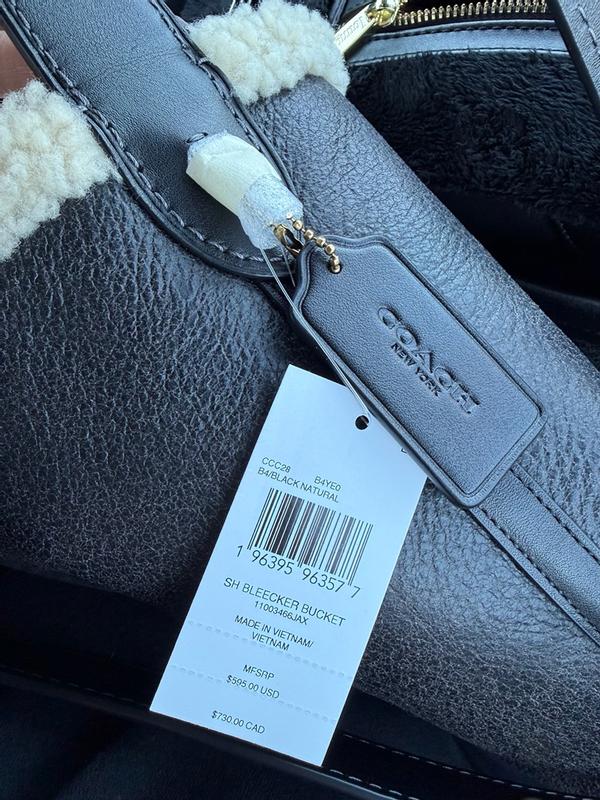 COACH
NEW YORK
CCC28 B4YE0
B4/BLACK NATURAL
1 96395 96357 7
SH BLEECKER BUCKET
11003466JAX
MADE IN VIETNAM/
VIETNAM
MFSRP
$595.00 USD
$730.00 CAD